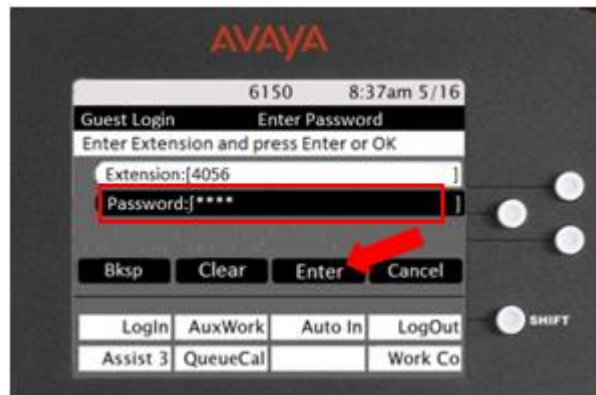 AVAYA
6150 8:37am 5/16
Guest Login Enter Password
Enter Extension and press Enter or OK
Extension:[4056 ]
Password:[**** ]
Bksp Clear Enter Cancel
LogIn AuxWork Auto In LogOut
SHIFT
Assist 3 QueueCal Work Co